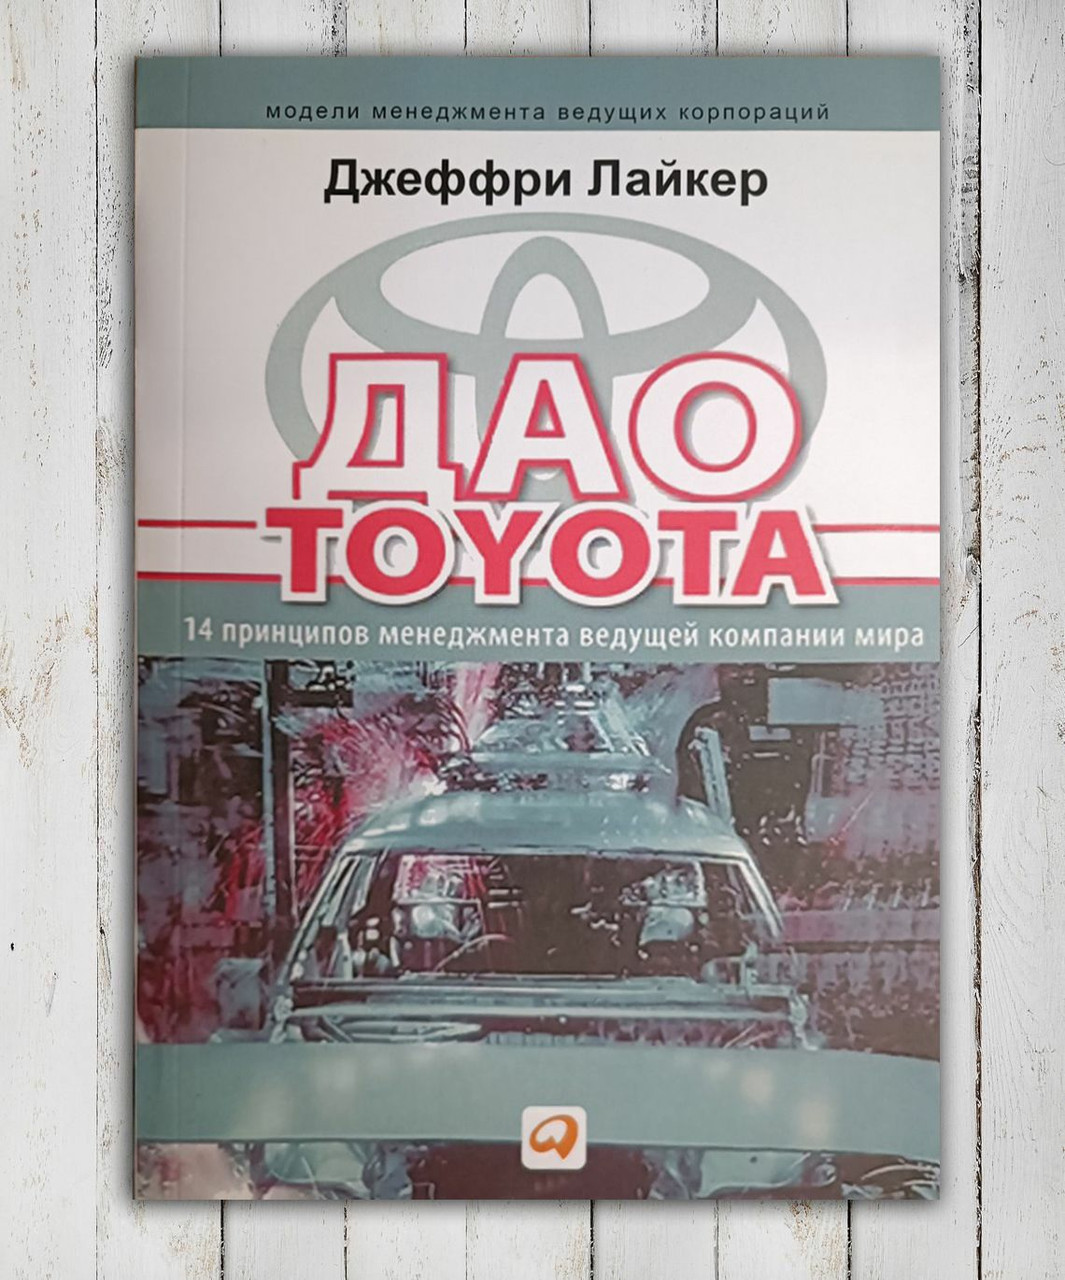 модели менеджмента ведущих корпораций
Джеффри Лайкер
ДАО
TOYOTA
14 принципов менеджмента ведущей компании мира